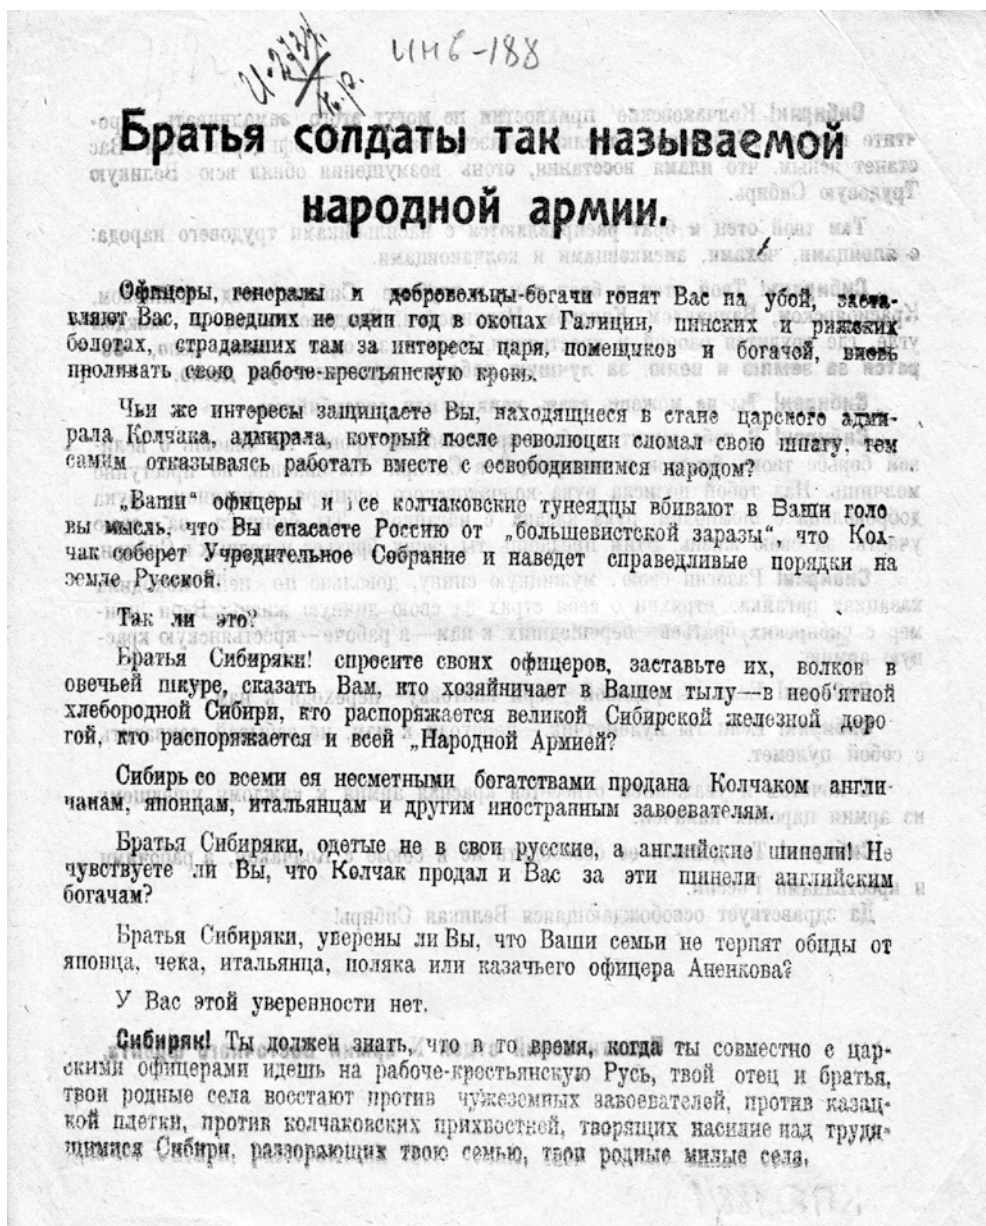 И-2737.
кр.
инв-188
Братья солдаты так называемой
народной армии.
Офицеры, генералы и добровольцы-богачи гонят Вас на убой, застав-
вляют Вас, проведших не один год в окопах Галиции, пинских и рижских
болотах, страдавших там за интересы царя, помещиков и богачей, вновь
проливать свою рабоче-крестьянскую кровь.
Чьи же интересы защищаете Вы, находящиеся в стане царского адми-
рала Колчака, адмирала, который после революции сломал свою шпагу, тем
самим отказываясь работать вместе с освободившимся народом?
„Ваши“ офицеры и все колчаковские тунеядцы вбивают в Ваши голо
вы мысль, что Вы спасаете Россию от „большевистской заразы“, что Кол-
чак соберет Учредительное Собрание и наведет справедливые порядки на
земле Русской.
Так ли это?
Братья Сибиряки! спросите своих офицеров, заставьте их, волков в
овечьей шкуре, сказать Вам, кто хозяйничает в Вашем тылу—в необ'ятной
хлебородной Сибири, кто распоряжается великой Сибирской железной доро
гой, кто распоряжается и всей „Народной Армией?
Сибирь со всеми ея несметными богатствами продана Колчаком англи-
чанам, японцам, итальянцам и другим иностранным завоевателям.
Братья Сибиряки, одетые не в свои русские, а английские шинели! Не
чувствуете ли Вы, что Колчак продал и Вас за эти шинели английским
богачам?
Братья Сибиряки, уверены ли Вы, что Ваши семьи не терпят обиды от
японца, чека, итальянца, поляка или казачьего офицера Аненкова?
У Вас этой уверенности нет.
Сибиряк! Ты должен знать, что в то время, когда ты совместно с цар-
скими офицерами идешь на рабоче-крестьянскую Русь, твой отец и братья,
твои родные села восстают против чужеземных завоевателей, против казац-
кой плетки, против колчаковских прихвостней, творящих насилие над трудя-
щимися Сибири, разоряющих твою семью, твои родные милые села.